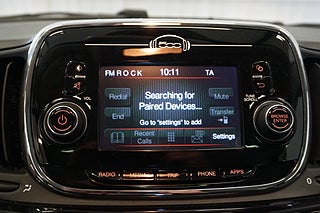 500
FM ROCK 10:11 TA
Searching for
Paired Devices...
Redial
Mute
End
Transfer
Go to "settings" to add
Recent
Calls
Settings
VOL
TUNE
SCROLL
BROWSE
ENTER
RADIO MEDIA TRIP PHONE APPS